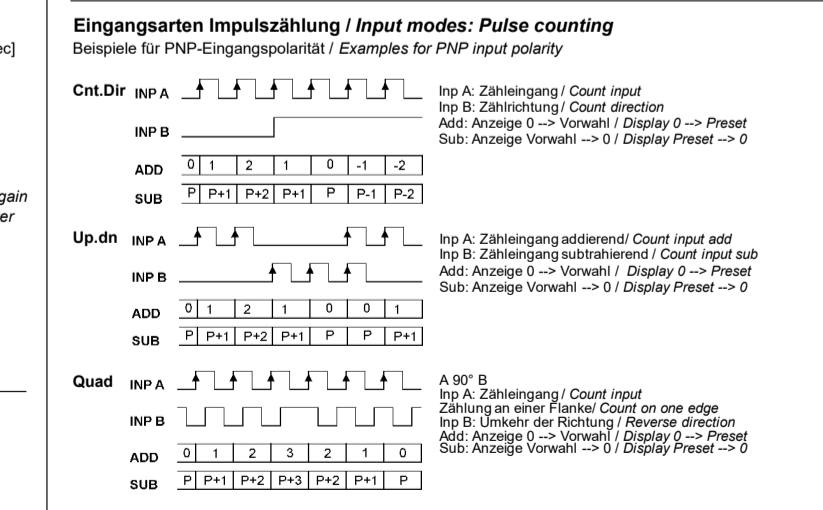 ec]
gain
er
Eingangsarten Impulszählung / Input modes: Pulse counting
Beispiele für PNP-Eingangspolarität / Examples for PNP input polarity
Cnt.Dir INP A
INP B
ADD 0 1 2 1 0 -1 -2
SUB P P+1 P+2 P+1 P P-1 P-2
Inp A: Zähleingang / Count input
Inp B: Zählrichtung / Count direction
Add: Anzeige 0 --> Vorwahl / Display 0 --> Preset
Sub: Anzeige Vorwahl --> 0 / Display Preset --> 0
Up.dn INP A
INP B
ADD 0 1 2 1 0 0 1
SUB P P+1 P+2 P+1 P P P+1
Inp A: Zähleingang addierend/ Count input add
Inp B: Zähleingang subtrahierend / Count input sub
Add: Anzeige 0 --> Vorwahl / Display 0 --> Preset
Sub: Anzeige Vorwahl --> 0 / Display Preset --> 0
Quad INP A
INP B
ADD 0 1 2 3 2 1 0
SUB P P+1 P+2 P+3 P+2 P+1 P
A 90° B
Inp A: Zähleingang / Count input
Zählung an einer Flanke/ Count on one edge
Inp B: Umkehr der Richtung / Reverse direction
Add: Anzeige 0 --> Vorwahl / Display 0 --> Preset
Sub: Anzeige Vorwahl --> 0 / Display Preset --> 0